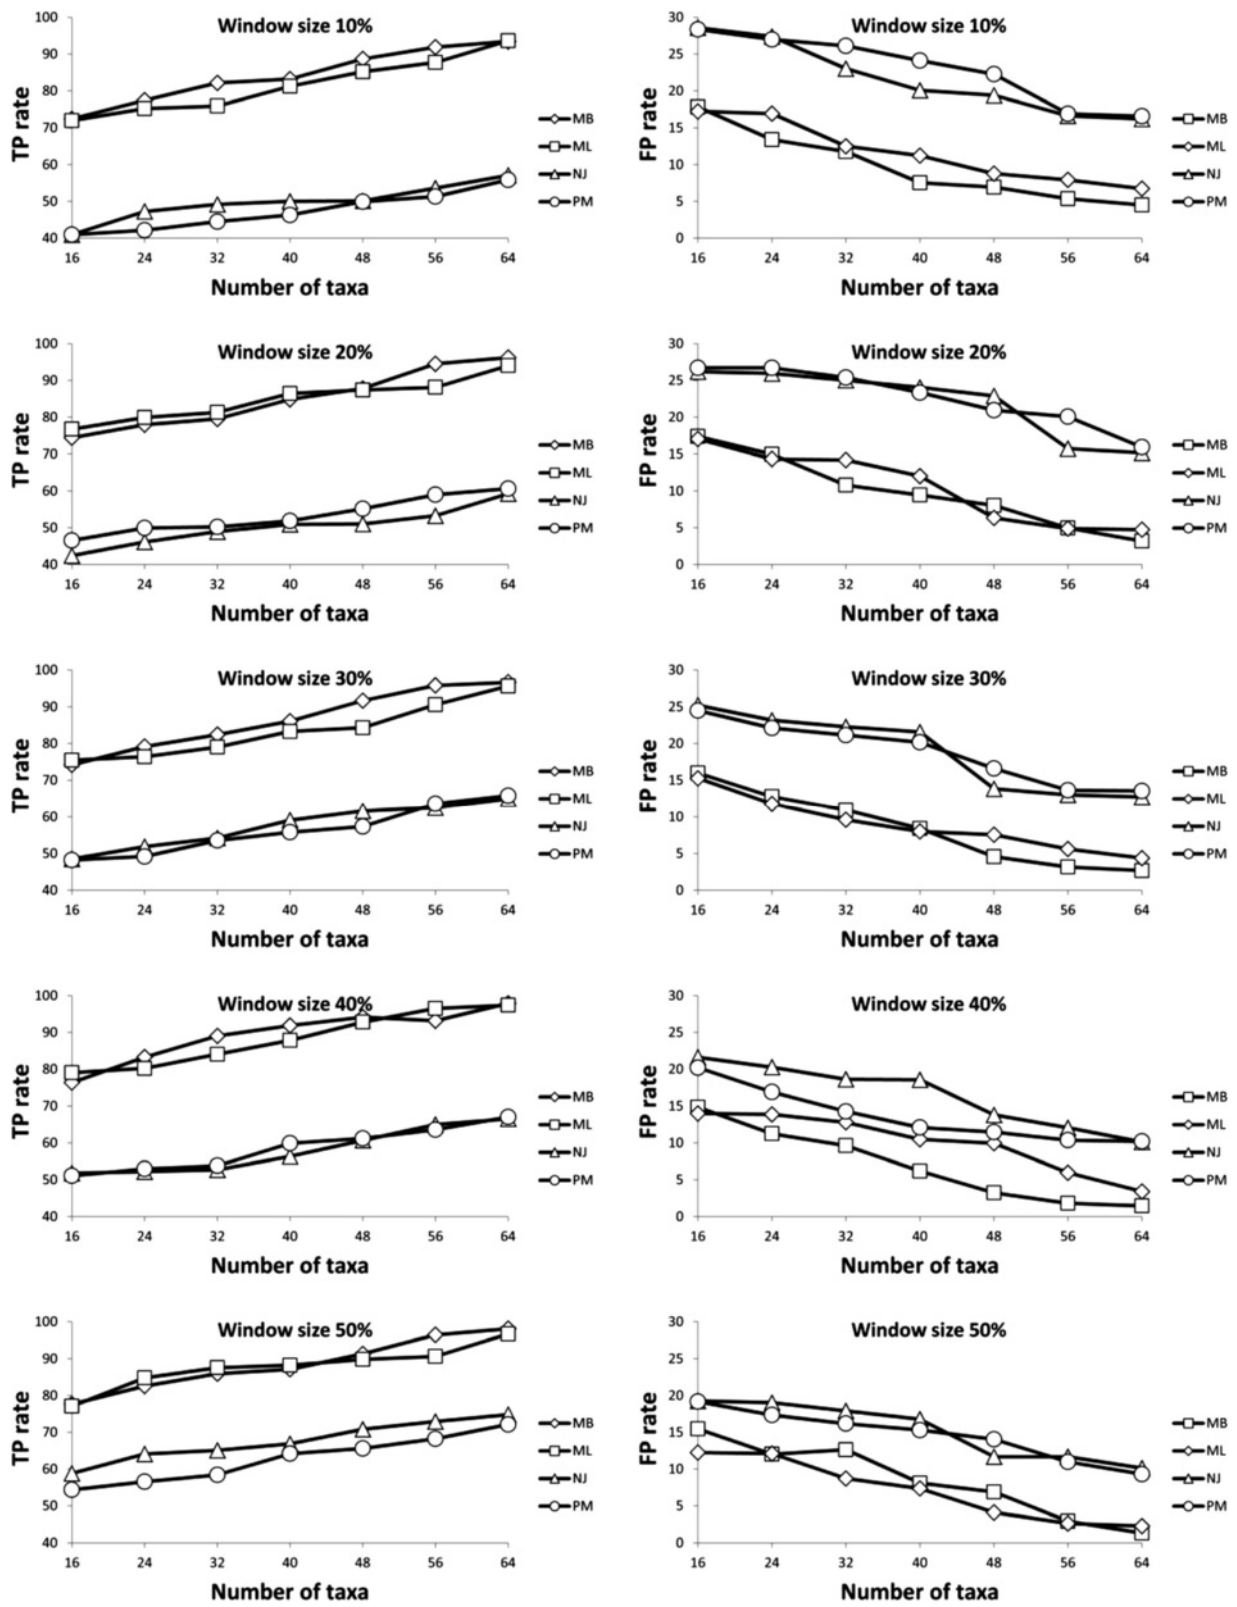 Window size 10%
TP rate
100
90
80
70
60
50
40
16 24 32 40 48 56 64
Number of taxa
MB
ML
NJ
PM
Window size 10%
FP rate
30
25
20
15
10
5
0
16 24 32 40 48 56 64
Number of taxa
MB
ML
NJ
PM
Window size 20%
TP rate
100
90
80
70
60
50
40
16 24 32 40 48 56 64
Number of taxa
MB
ML
NJ
PM
Window size 20%
FP rate
30
25
20
15
10
5
0
16 24 32 40 48 56 64
Number of taxa
MB
ML
NJ
PM
Window size 30%
TP rate
100
90
80
70
60
50
40
16 24 32 40 48 56 64
Number of taxa
MB
ML
NJ
PM
Window size 30%
FP rate
30
25
20
15
10
5
0
16 24 32 40 48 56 64
Number of taxa
MB
ML
NJ
PM
Window size 40%
TP rate
100
90
80
70
60
50
40
16 24 32 40 48 56 64
Number of taxa
MB
ML
NJ
PM
Window size 40%
FP rate
30
25
20
15
10
5
0
16 24 32 40 48 56 64
Number of taxa
MB
ML
NJ
PM
Window size 50%
TP rate
100
90
80
70
60
50
40
16 24 32 40 48 56 64
Number of taxa
MB
ML
NJ
PM
Window size 50%
FP rate
30
25
20
15
10
5
0
16 24 32 40 48 56 64
Number of taxa
MB
ML
NJ
PM